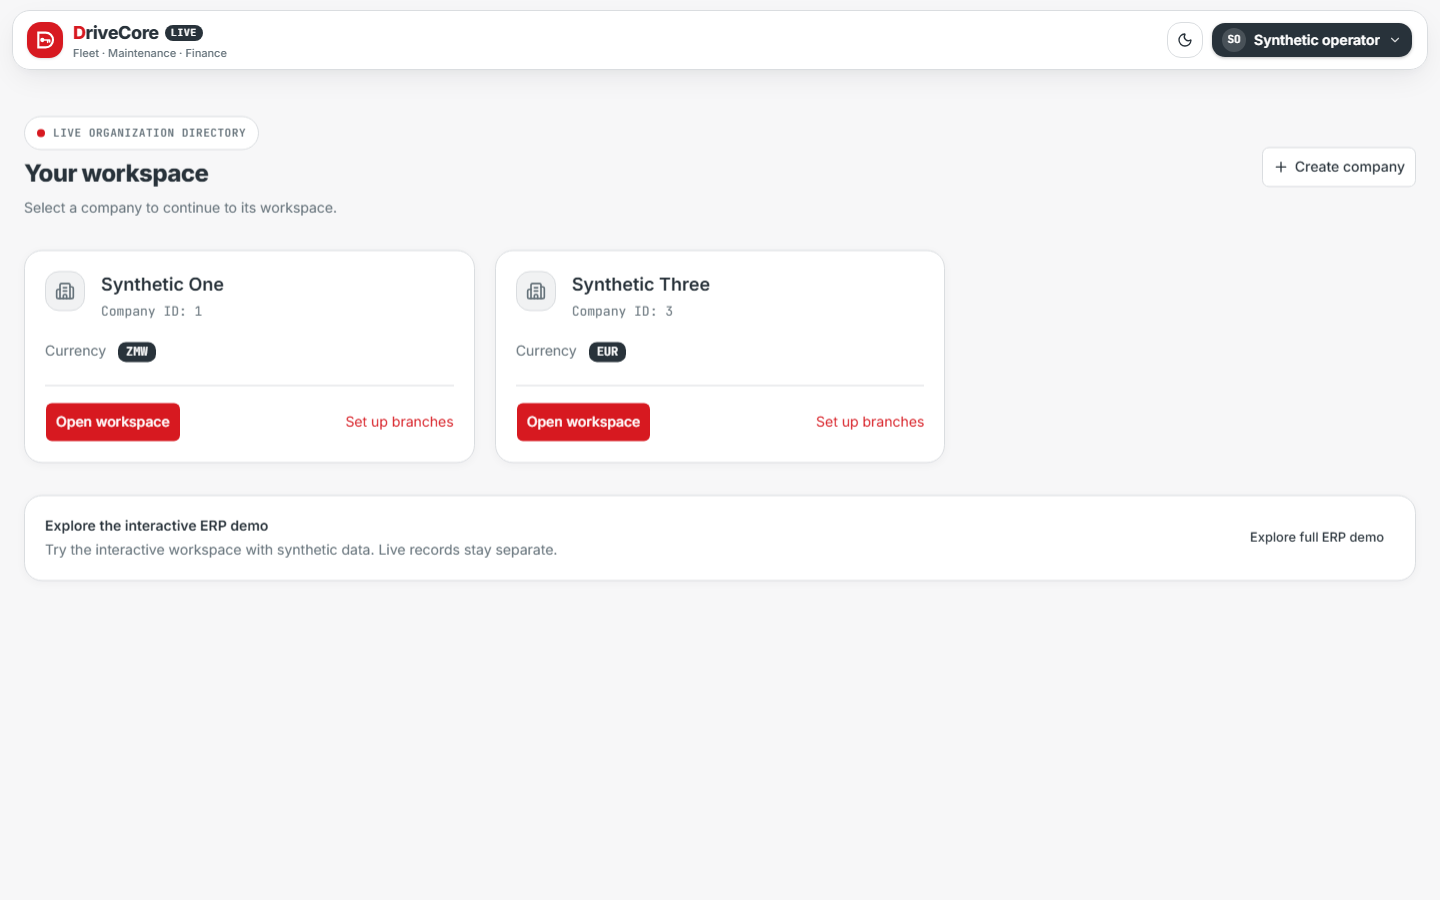 DriveCore LIVE
Fleet · Maintenance · Finance
SO Synthetic operator
LIVE ORGANIZATION DIRECTORY
Your workspace
Select a company to continue to its workspace.
+ Create company
Synthetic One
Company ID: 1
Currency ZMW
Open workspace
Set up branches
Synthetic Three
Company ID: 3
Currency EUR
Open workspace
Set up branches
Explore the interactive ERP demo
Try the interactive workspace with synthetic data. Live records stay separate.
Explore full ERP demo